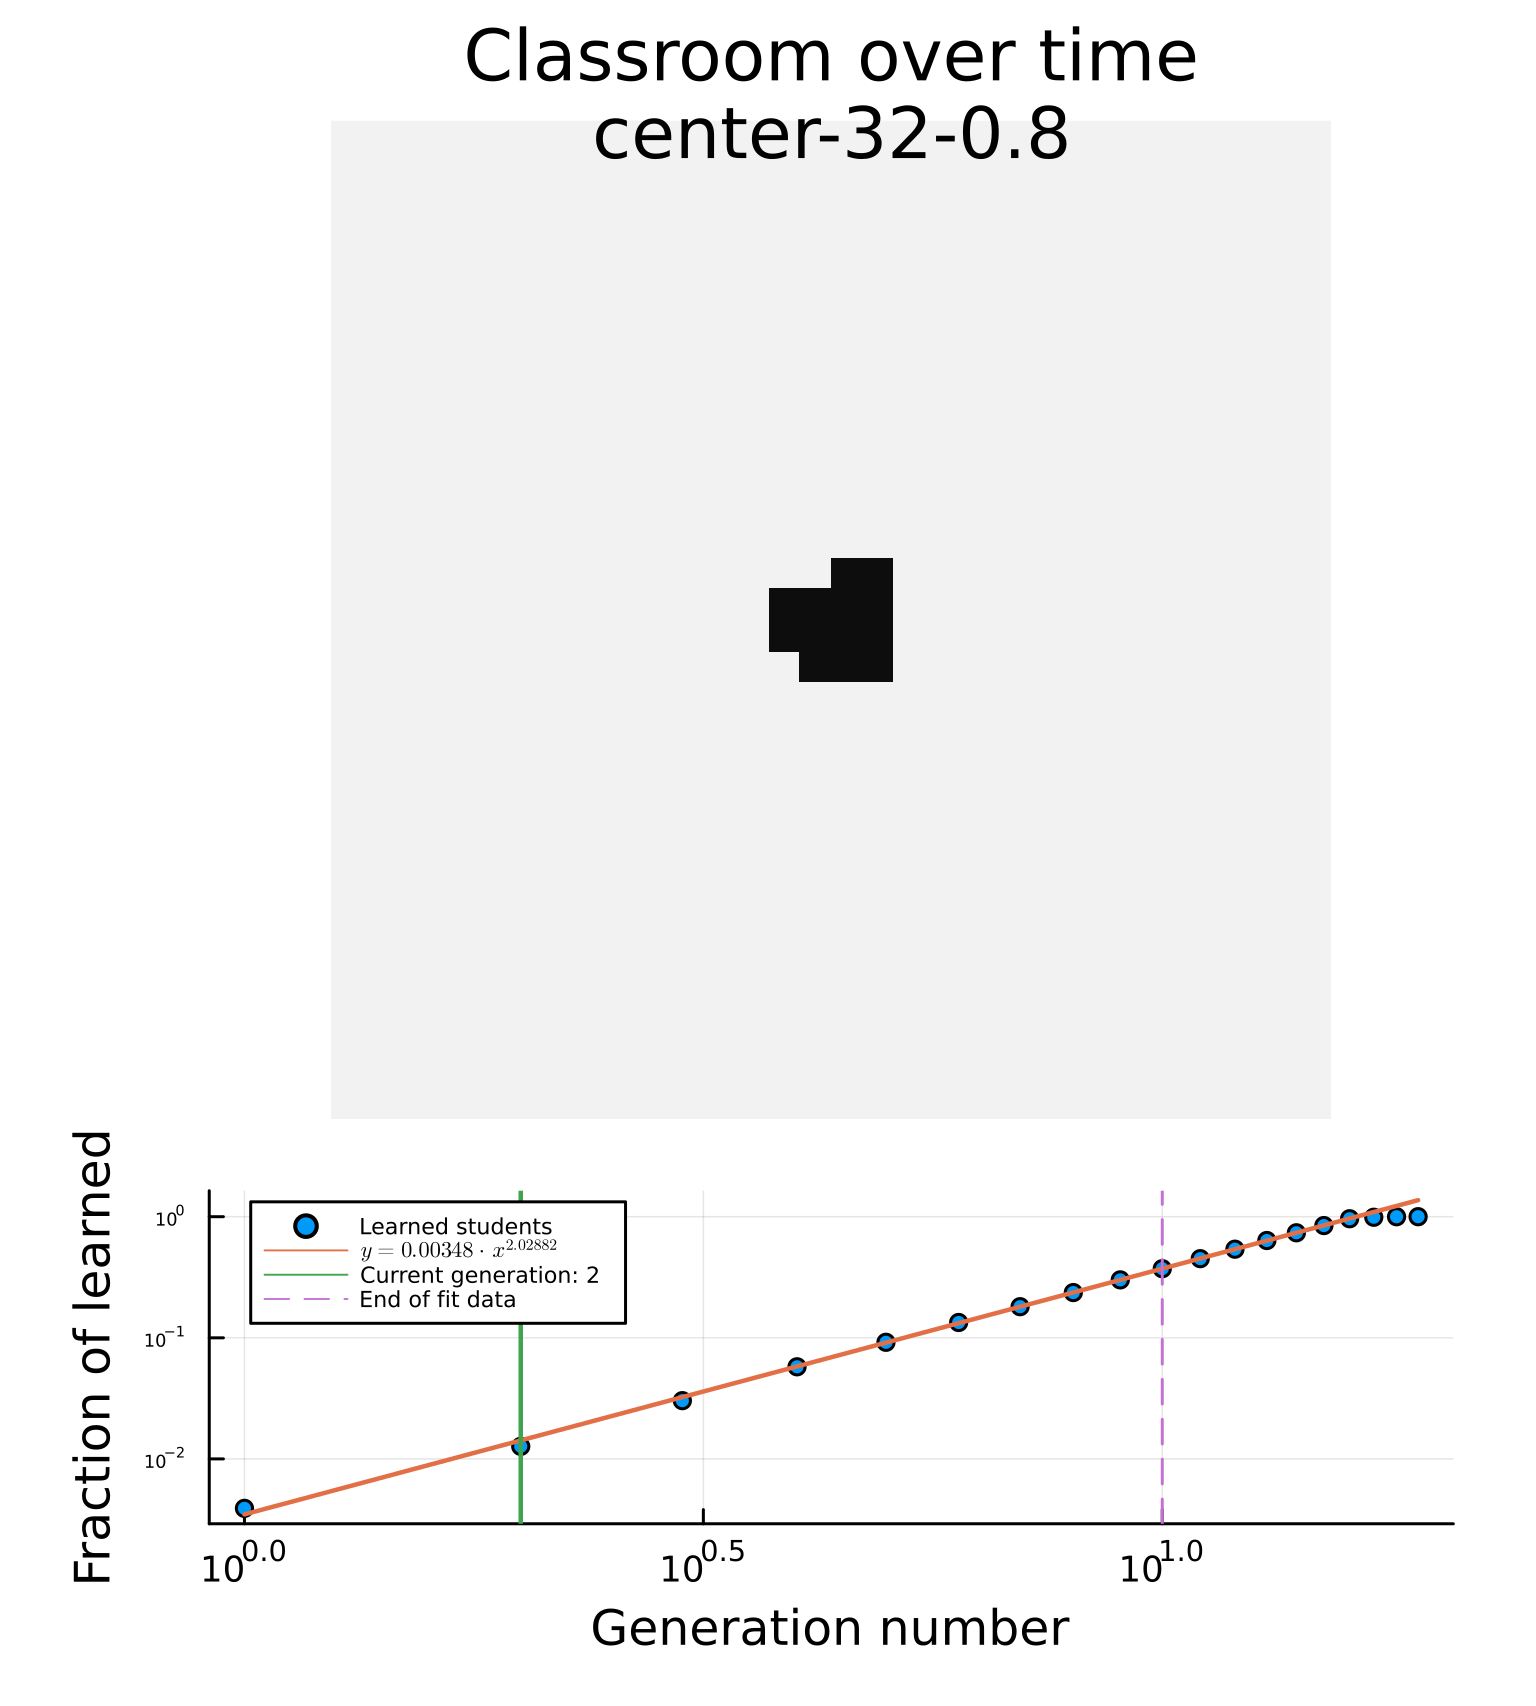 Classroom over time
center-32-0.8
Fraction of learned
10^0
10^−1
10^−2
Learned students
y = 0.00348 · x^2.02882
Current generation: 2
End of fit data
10^0.0
10^0.5
10^1.0
Generation number